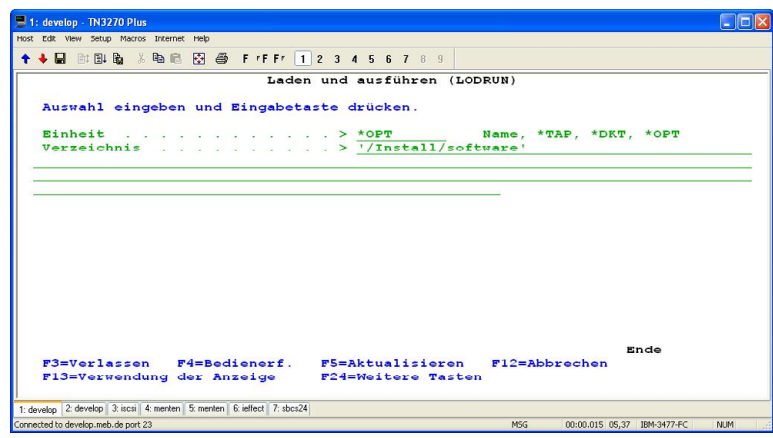 1: develop - TN3270 Plus
Host Edit View Setup Macros Internet Help
F rF Fr 1 2 3 4 5 6 7 8 9
Laden und ausführen (LODRUN)
Auswahl eingeben und Eingabetaste drücken.
Einheit . . . . . . . . . . . . > *OPT Name, *TAP, *DKT, *OPT
Verzeichnis . . . . . . . . . . > '/Install/software'
Ende
F3=Verlassen F4=Bedienerf. F5=Aktualisieren F12=Abbrechen
F13=Verwendung der Anzeige F24=Weitere Tasten
1: develop 2: develop 3: iscsi 4: menten 5: menten 6: ieffect 7: sbcs24
Connected to develop.meb.de port 23 MSG 00:00.015 05,37 IBM-3477-FC NUM